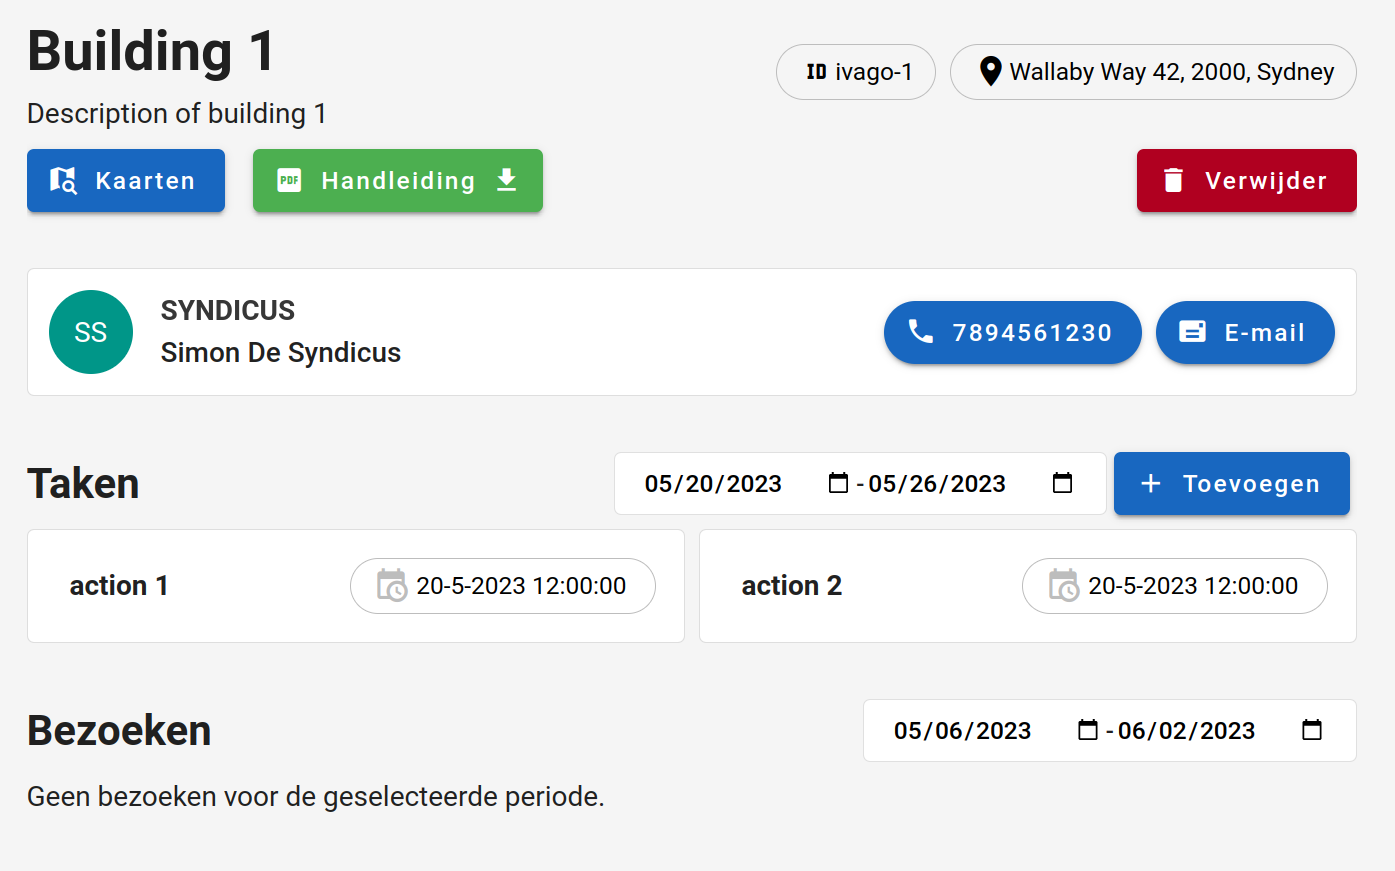 Building 1
ID ivago-1
Wallaby Way 42, 2000, Sydney
Description of building 1
Kaarten
PDF Handleiding
Verwijder
SS
SYNDICUS
Simon De Syndicus
7894561230
E-mail
Taken
05/20/2023 - 05/26/2023
+ Toevoegen
action 1
20-5-2023 12:00:00
action 2
20-5-2023 12:00:00
Bezoeken
05/06/2023 - 06/02/2023
Geen bezoeken voor de geselecteerde periode.